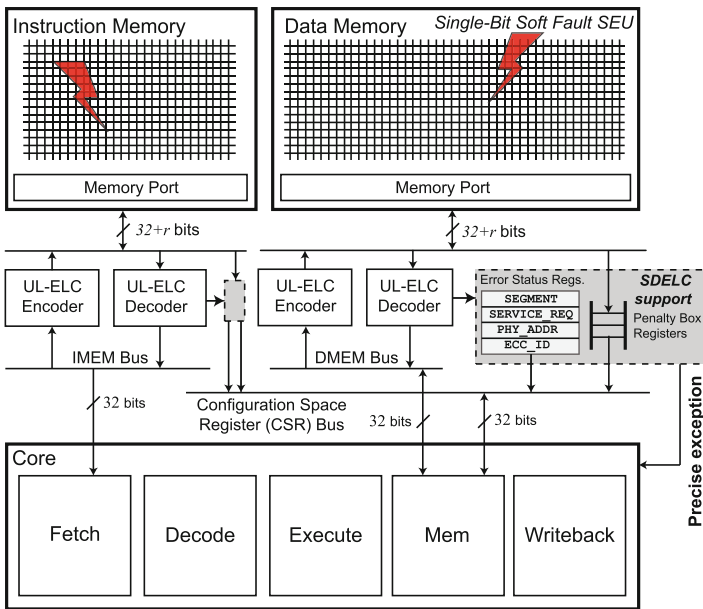 Instruction Memory
Data Memory
Single-Bit Soft Fault SEU
Memory Port
Memory Port
32+r bits
32+r bits
UL-ELC
Encoder
UL-ELC
Decoder
UL-ELC
Encoder
UL-ELC
Decoder
Error Status Regs.
SEGMENT
SERVICE_REQ
PHY_ADDR
ECC_ID
SDELC
support
Penalty Box
Registers
IMEM Bus
DMEM Bus
32 bits
Configuration Space
Register (CSR) Bus
32 bits
32 bits
Precise exception
Core
Fetch
Decode
Execute
Mem
Writeback